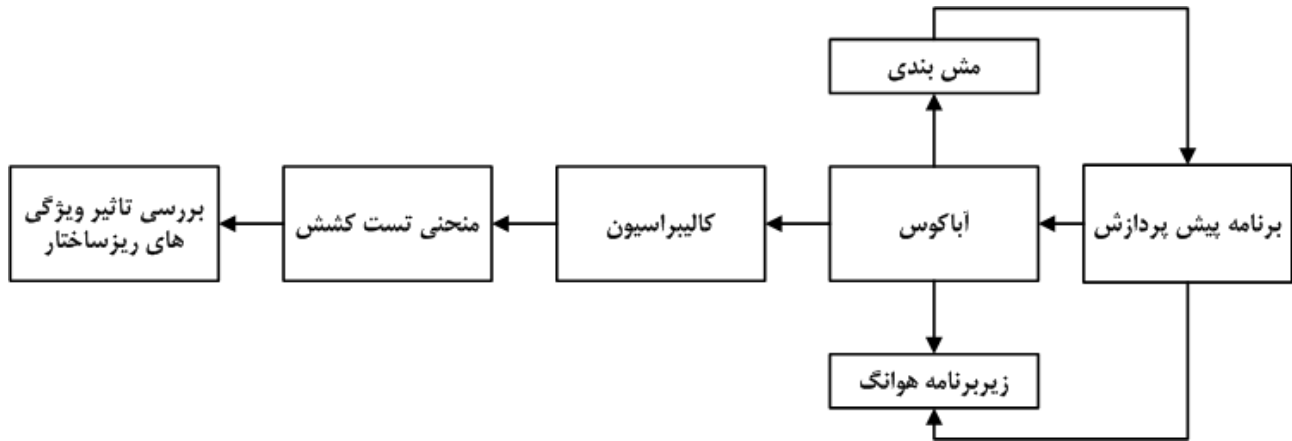 مش بندی
برنامه پیش پردازش
آباکوس
کالیبراسیون
منحنی تست کشش
بررسی تاثیر ویژگی
های ریزساختار
زیربرنامه هوانگ